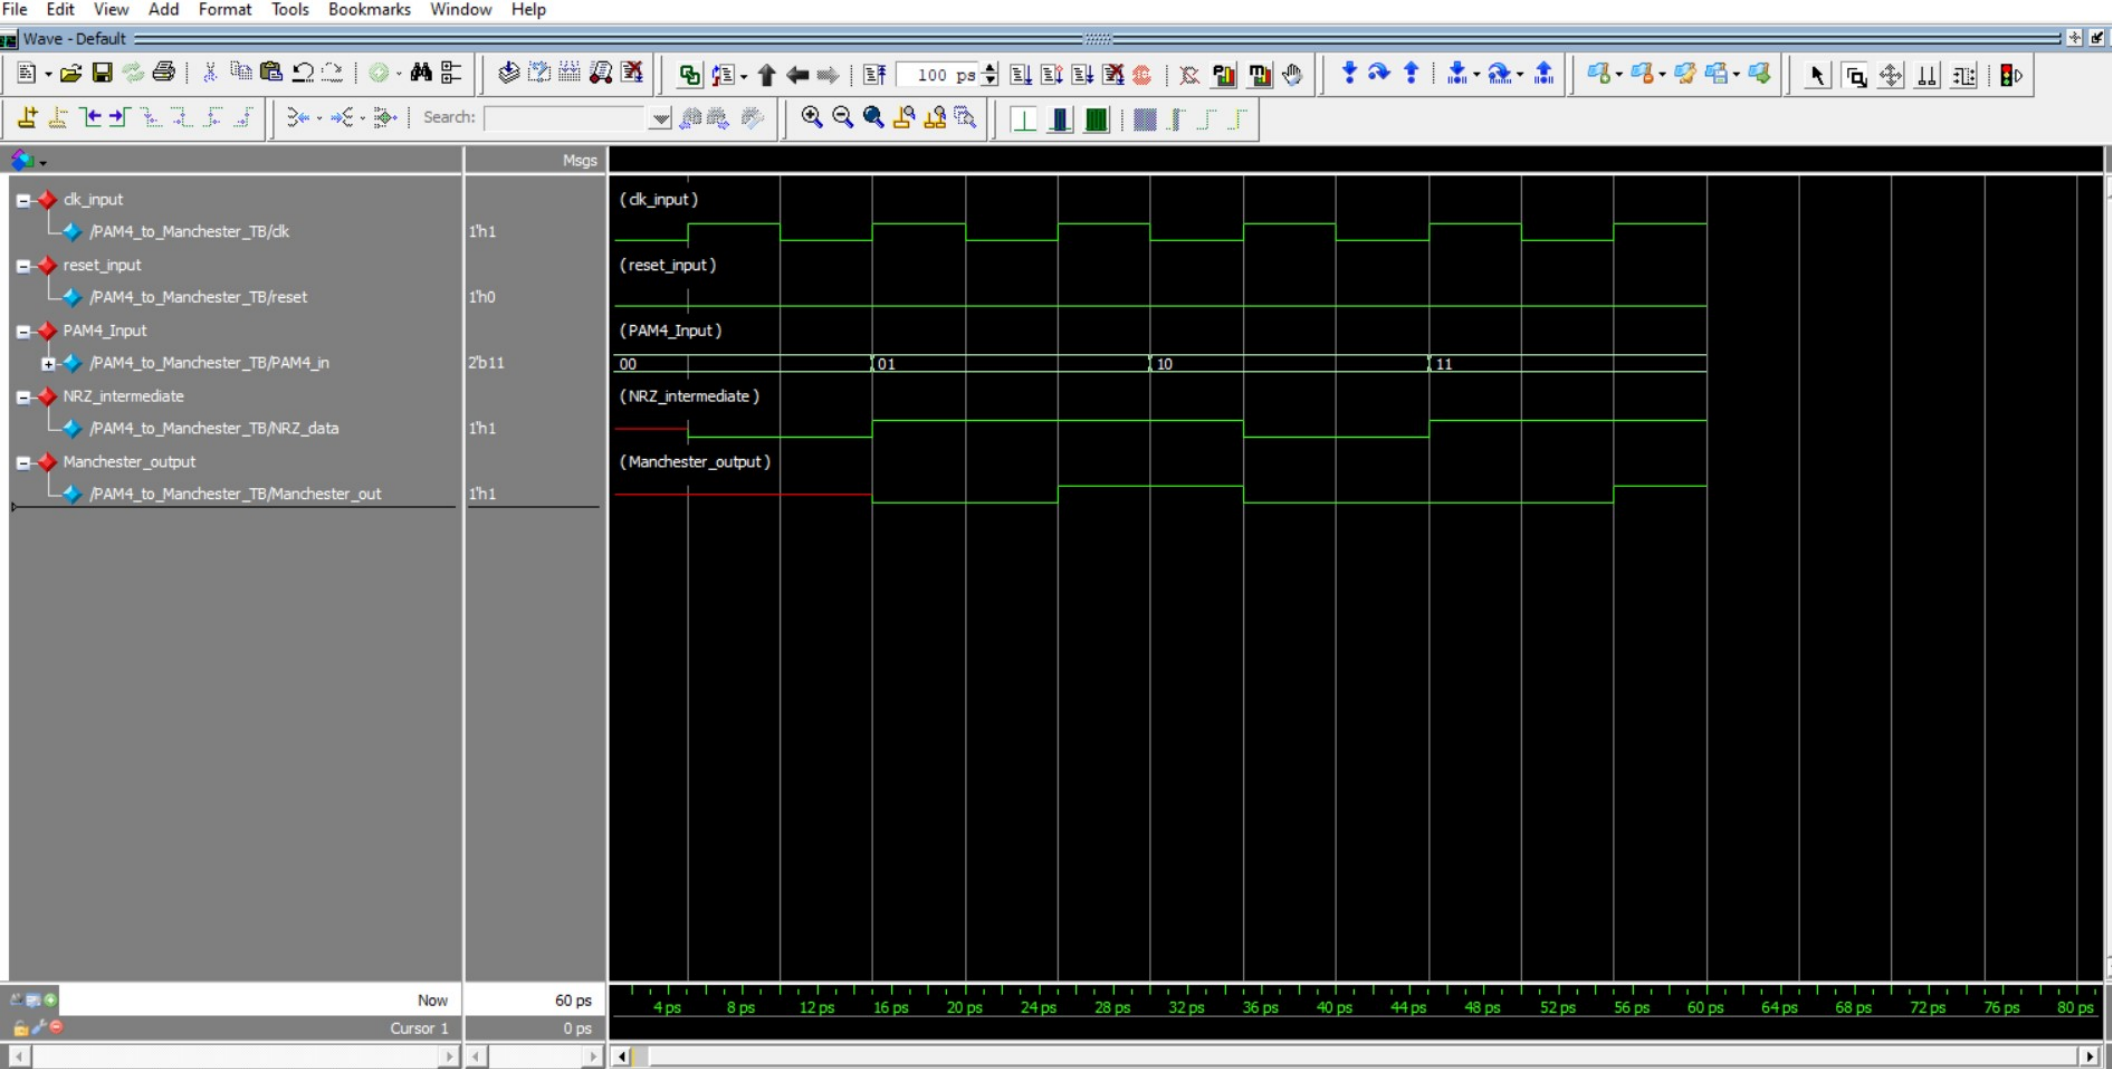 File Edit View Add Format Tools Bookmarks Window Help
Wave - Default
100 ps
Search:
Msgs
clk_input
(clk_input)
/PAM4_to_Manchester_TB/clk 1'h1
reset_input
(reset_input)
/PAM4_to_Manchester_TB/reset 1'h0
PAM4_Input
(PAM4_Input)
/PAM4_to_Manchester_TB/PAM4_in 2'b11 00 01 10 11
NRZ_intermediate
(NRZ_intermediate)
/PAM4_to_Manchester_TB/NRZ_data 1'h1
Manchester_output
(Manchester_output)
/PAM4_to_Manchester_TB/Manchester_out 1'h1
Now 60 ps
4 ps 8 ps 12 ps 16 ps 20 ps 24 ps 28 ps 32 ps 36 ps 40 ps 44 ps 48 ps 52 ps 56 ps 60 ps 64 ps 68 ps 72 ps 76 ps 80 ps
Cursor 1 0 ps